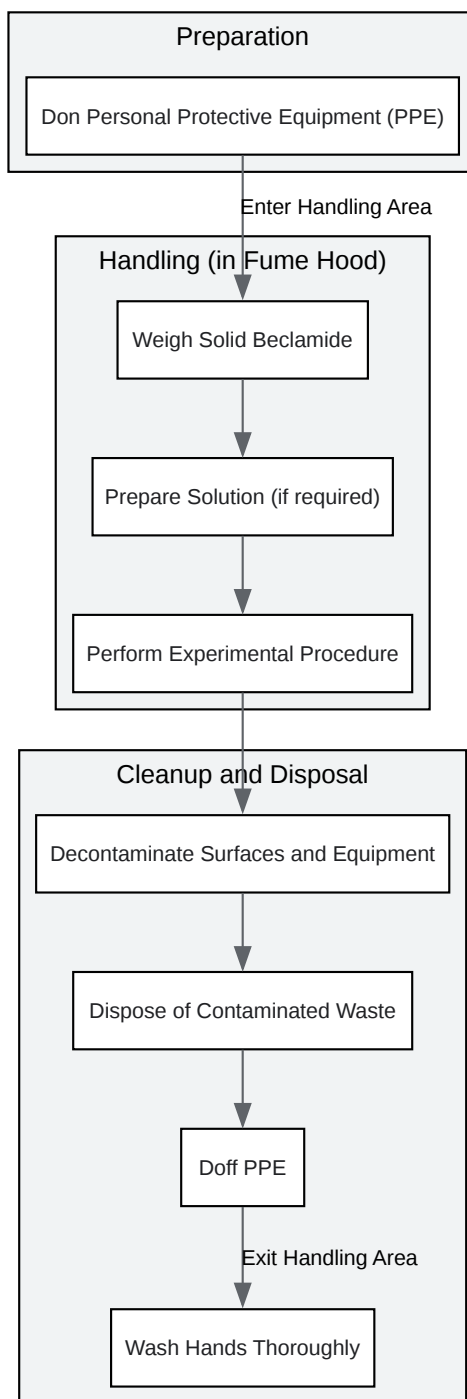 Preparation
Don Personal Protective Equipment (PPE)
Enter Handling Area
Handling (in Fume Hood)
Weigh Solid Beclamide
Prepare Solution (if required)
Perform Experimental Procedure
Cleanup and Disposal
Decontaminate Surfaces and Equipment
Dispose of Contaminated Waste
Doff PPE
Exit Handling Area
Wash Hands Thoroughly